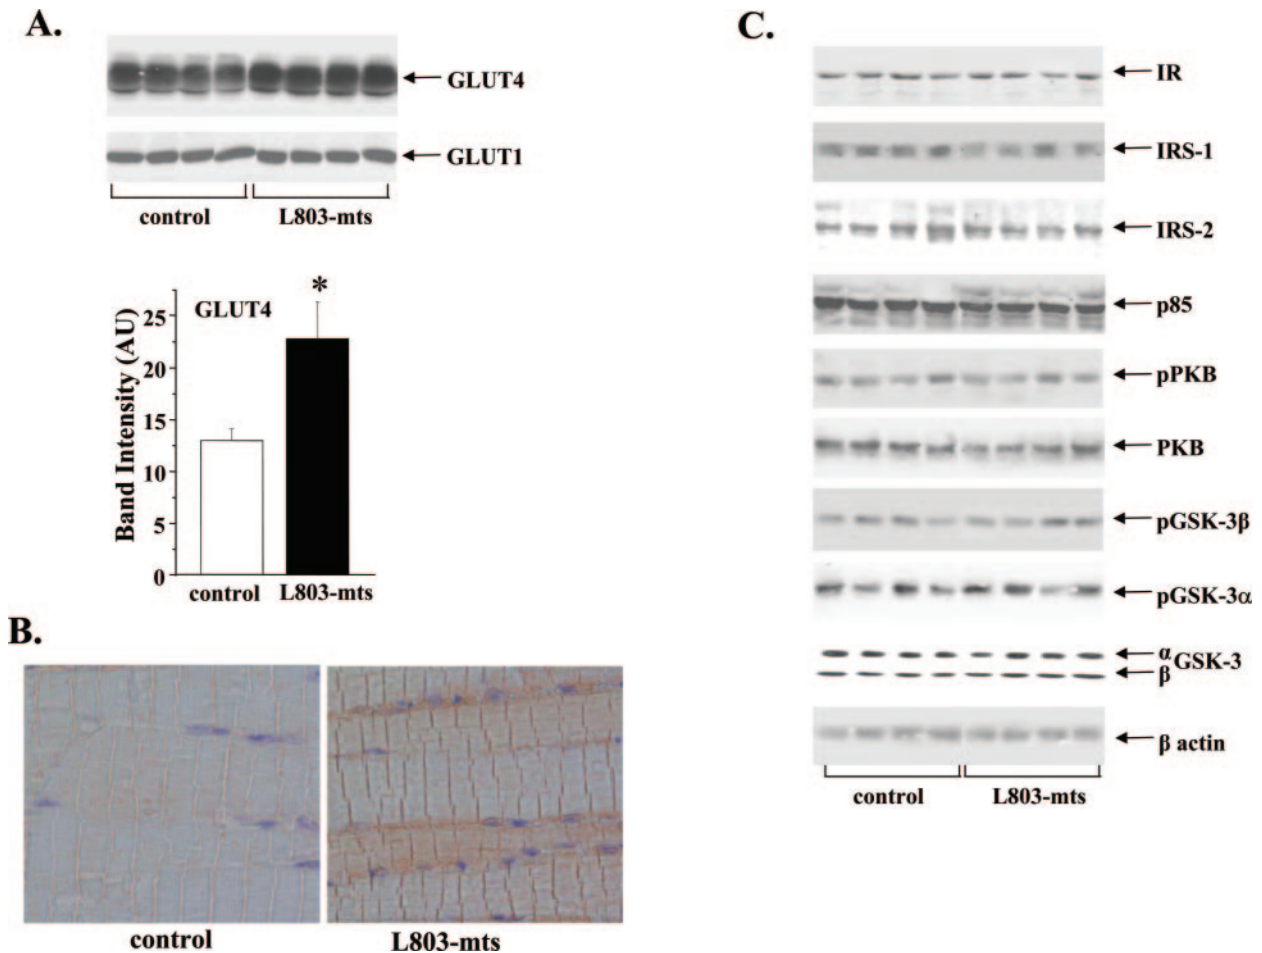 A.
GLUT4
GLUT1
control L803-mts
GLUT4
*
Band Intensity (AU)
25
20
15
10
5
0
control L803-mts
B.
control L803-mts
C.
IR
IRS-1
IRS-2
p85
pPKB
PKB
pGSK-3β
pGSK-3α
α
GSK-3
β
β actin
control L803-mts